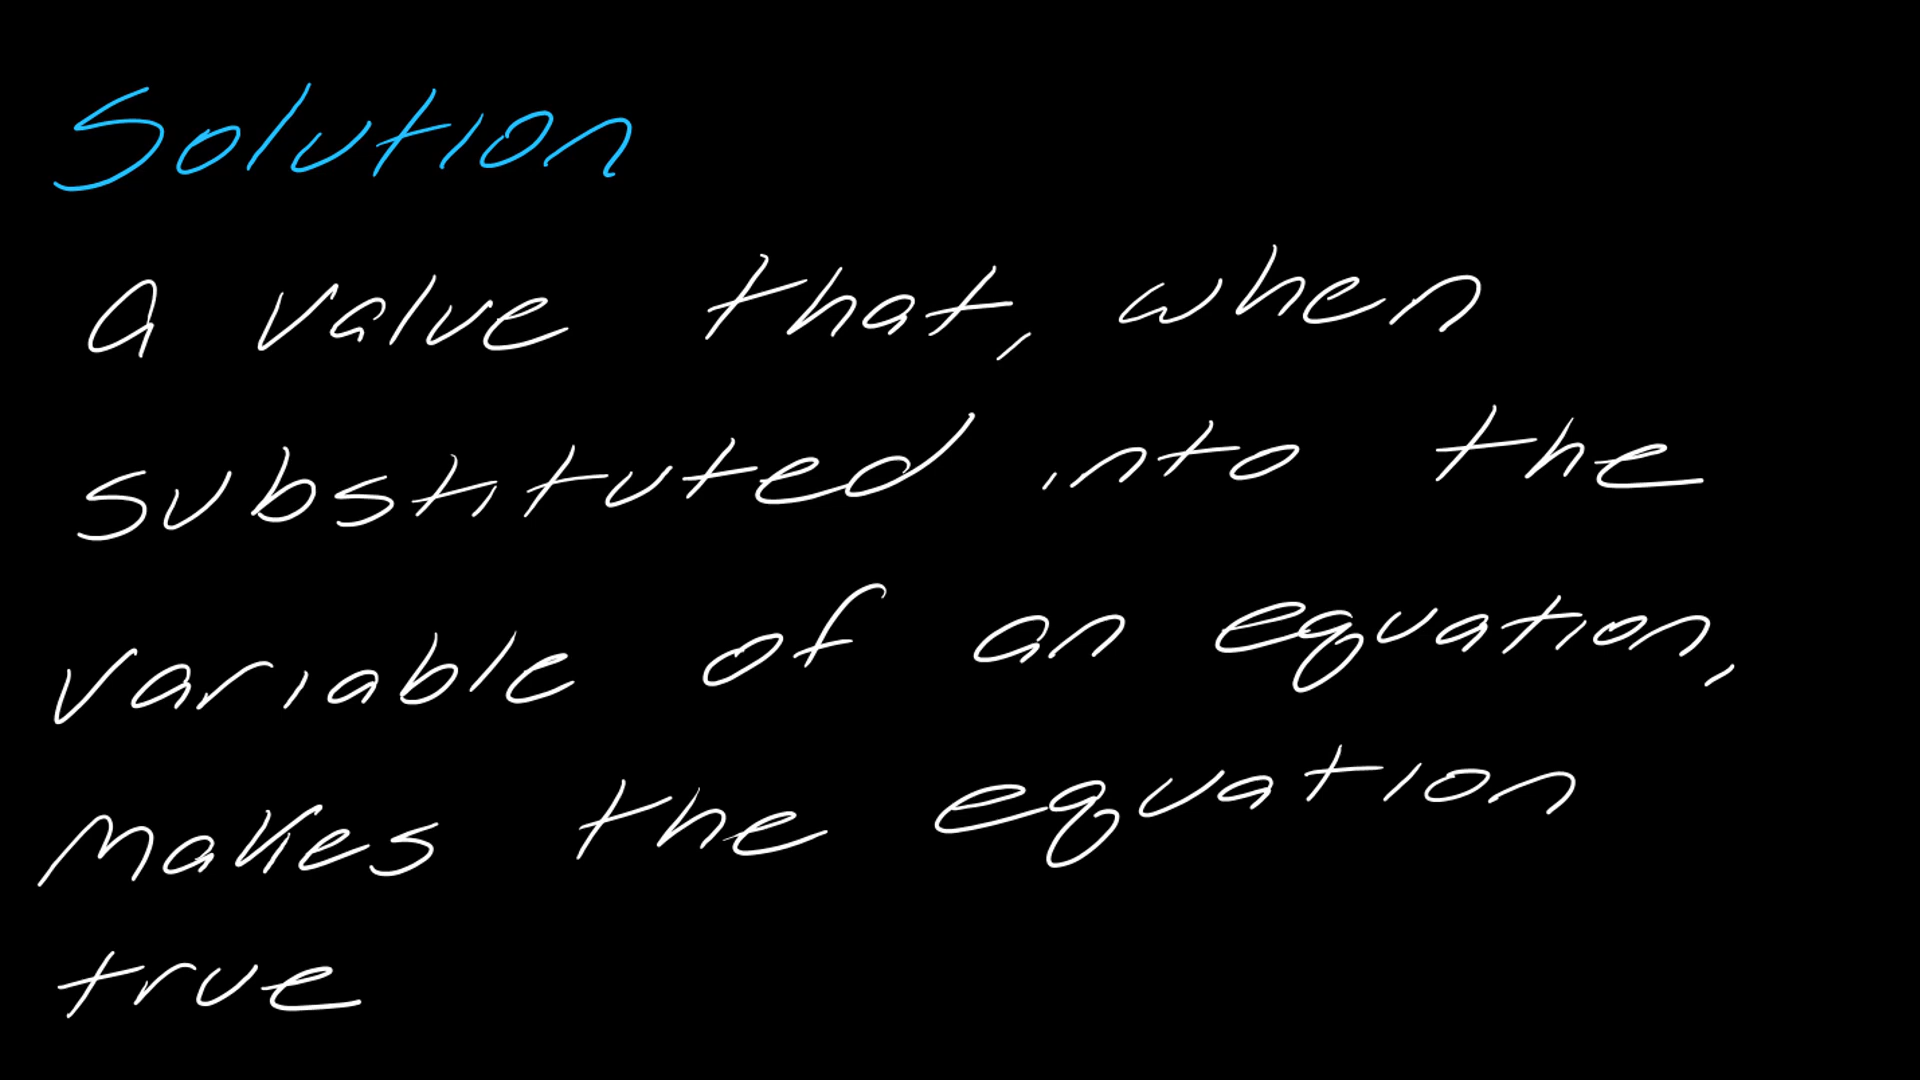 Solution
A value that, when
substituted into the
variable of an equation,
makes the equation
true